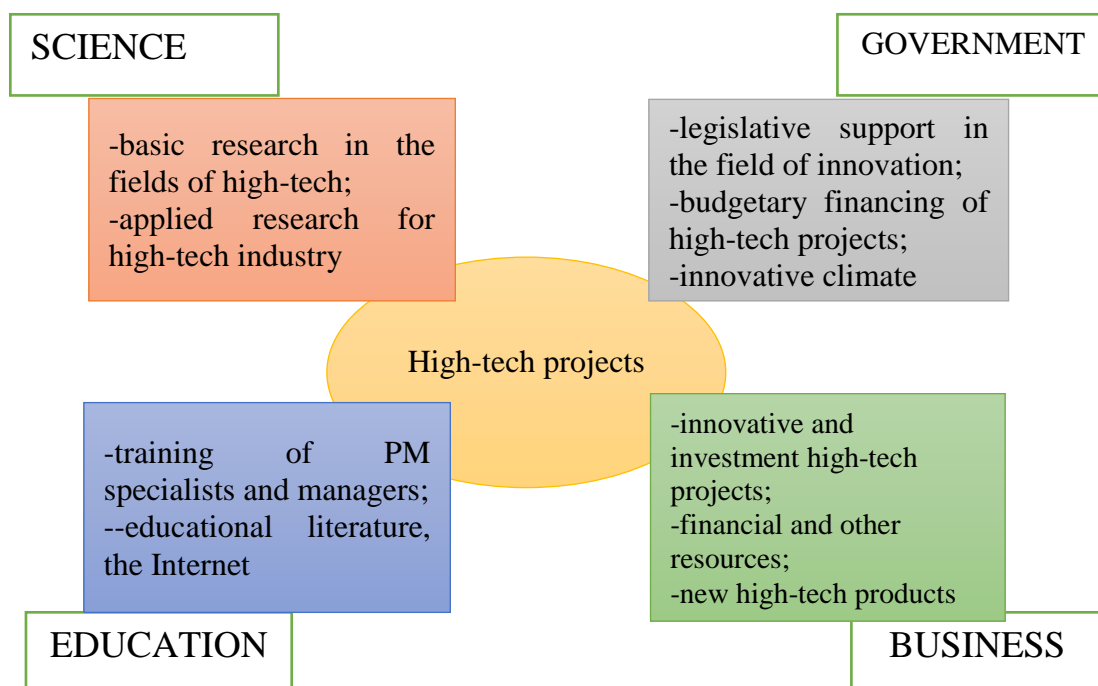 SCIENCE
GOVERNMENT
-basic research in the
fields of high-tech;
-applied research for
high-tech industry
-legislative support in
the field of innovation;
-budgetary financing of
high-tech projects;
-innovative climate
High-tech projects
-training of PM
specialists and managers;
--educational literature,
the Internet
-innovative and
investment high-tech
projects;
-financial and other
resources;
-new high-tech products
EDUCATION
BUSINESS